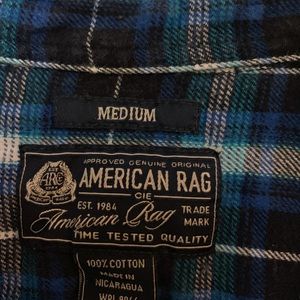 MEDIUM
APPROVED GENUINE ORIGINAL
AMERICAN RAG
CIE
EST. 1984
American Rag
TRADE MARK
TIME TESTED QUALITY
100% COTTON
MADE IN
NICARAGUA